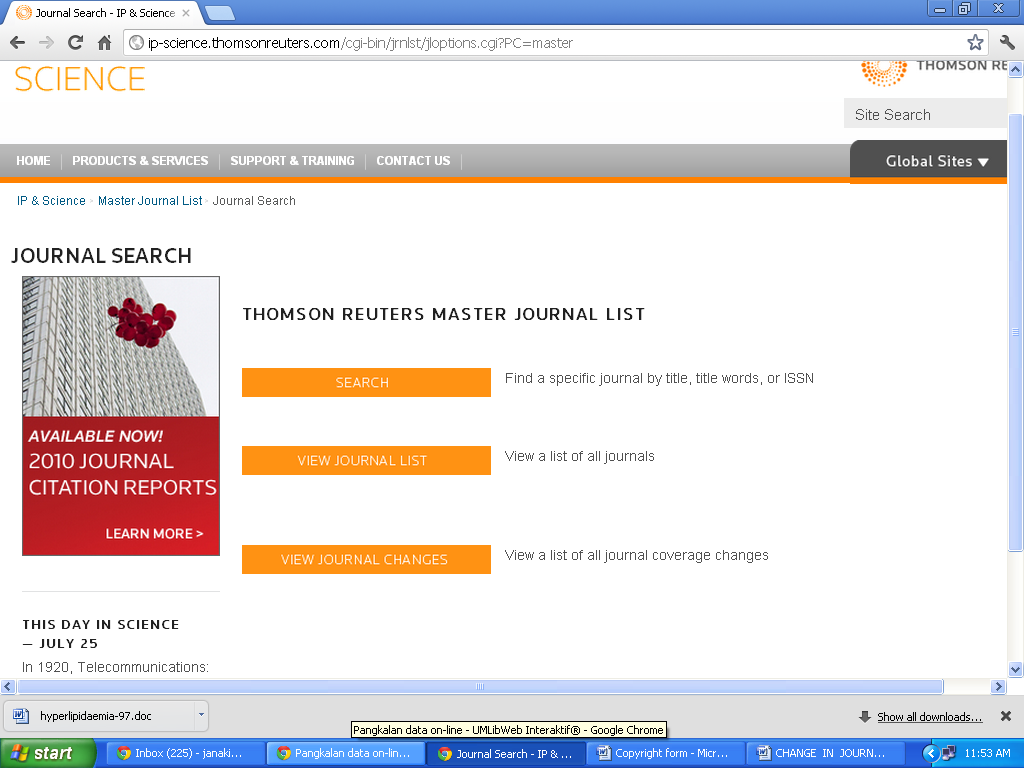 Journal Search - IP & Science
ip-science.thomsonreuters.com/cgi-bin/jrnlst/jloptions.cgi?PC=master
SCIENCE
THOMSON RE
Site Search
HOME
PRODUCTS & SERVICES
SUPPORT & TRAINING
CONTACT US
Global Sites
IP & Science
Master Journal List
Journal Search
JOURNAL SEARCH
AVAILABLE NOW!
2010 JOURNAL
CITATION REPORTS
LEARN MORE >
THIS DAY IN SCIENCE
— JULY 25
In 1920, Telecommunications:
THOMSON REUTERS MASTER JOURNAL LIST
SEARCH
Find a specific journal by title, title words, or ISSN
VIEW JOURNAL LIST
View a list of all journals
VIEW JOURNAL CHANGES
View a list of all journal coverage changes
hyperlipidaemia-97.doc
Show all downloads...
Pangkalan data on-line - UMLibWeb Interaktif® - Google Chrome
start
Inbox (225) - janaki...
Pangkalan data on-lin...
Journal Search - IP & ...
Copyright form - Micr...
CHANGE IN JOURN...
11:53 AM